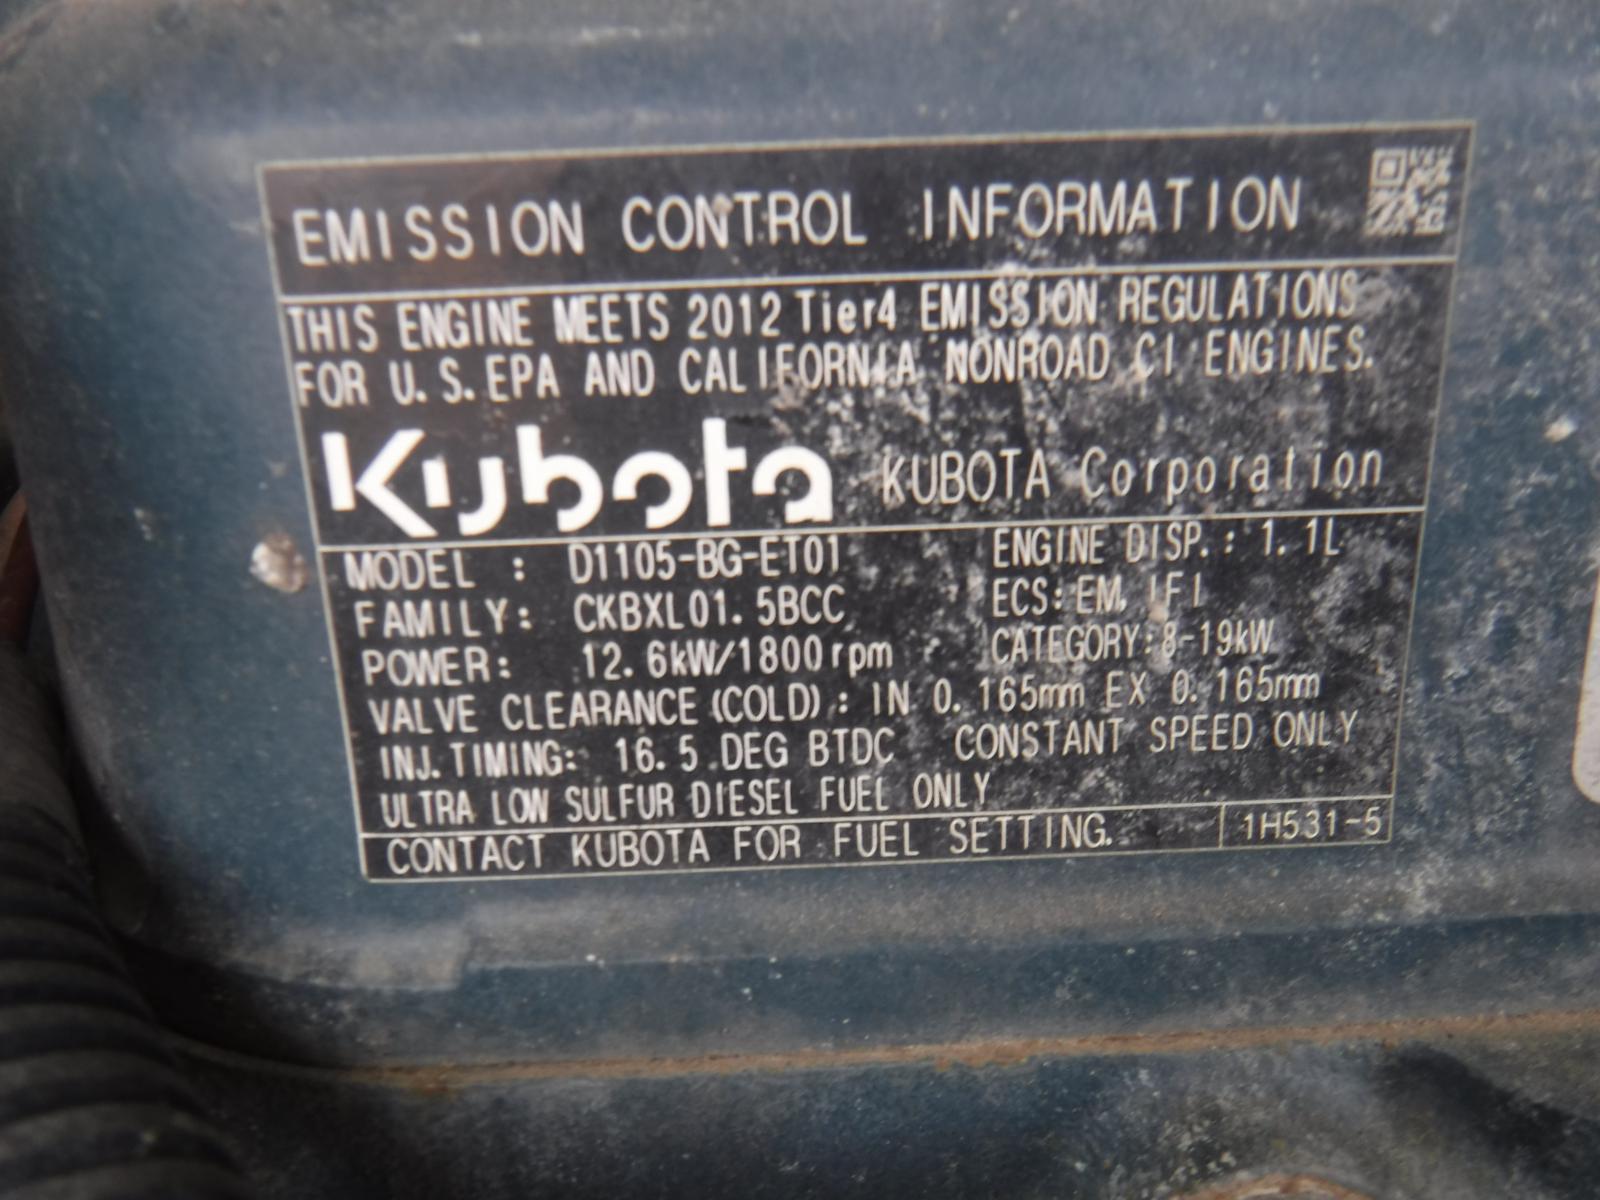 EMISSION CONTROL INFORMATION
THIS ENGINE MEETS 2012 Tier4 EMISSION REGULATIONS
FOR U.S.EPA AND CALIFORNIA NONROAD CI ENGINES.
Kubota KUBOTA Corporation
MODEL : D1105-BG-ET01 ENGINE DISP.: 1.1L
FAMILY: CKBXL01.5BCC ECS:EM, IFI
POWER: 12.6kW/1800rpm CATEGORY:8-19kW
VALVE CLEARANCE(COLD): IN 0.165mm EX 0.165mm
INJ.TIMING: 16.5 DEG BTDC CONSTANT SPEED ONLY
ULTRA LOW SULFUR DIESEL FUEL ONLY
CONTACT KUBOTA FOR FUEL SETTING. 1H531-5